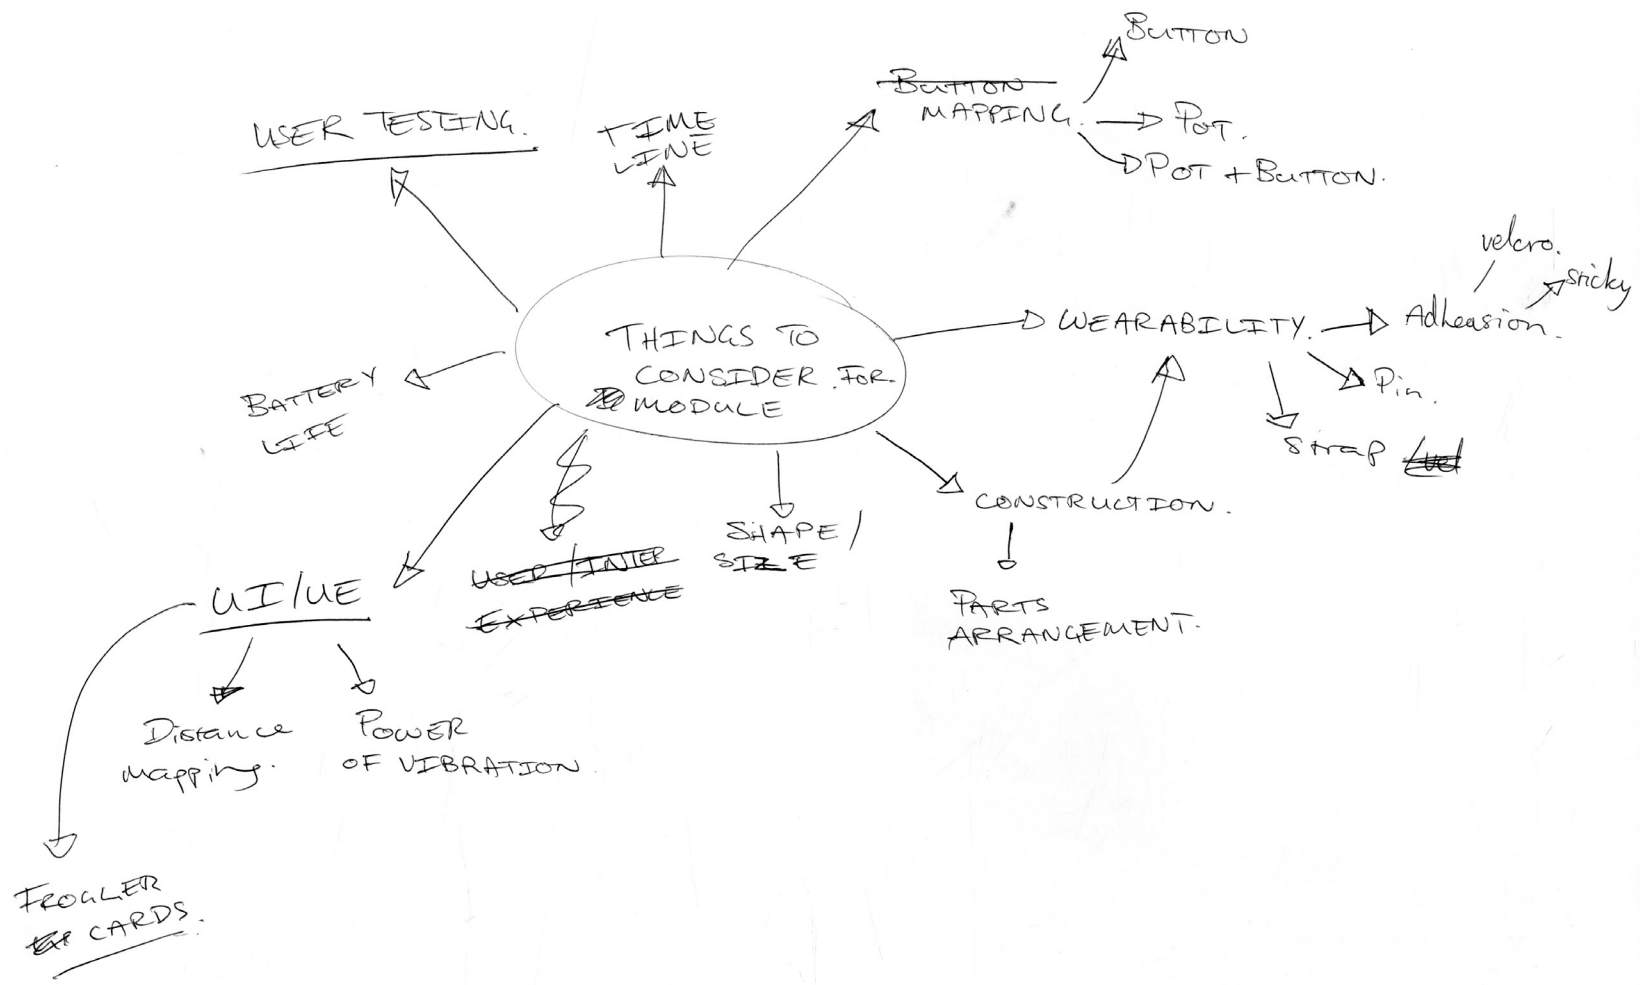 BUTTON
BUTTON
MAPPING.
POT.
POT + BUTTON.
USER TESTING.
TIME
LINE
velcro.
sticky
THINGS TO
CONSIDER FOR
MODULE
WEARABILITY.
Adheasion.
Pin.
Strap
BATTERY
LIFE
CONSTRUCTION.
SHAPE/
SIZE
USER/INTER
EXPERIENCE
UI/UE
PARTS
ARRANGEMENT.
Distance
mapping.
POWER
OF VIBRATION
CARDS.